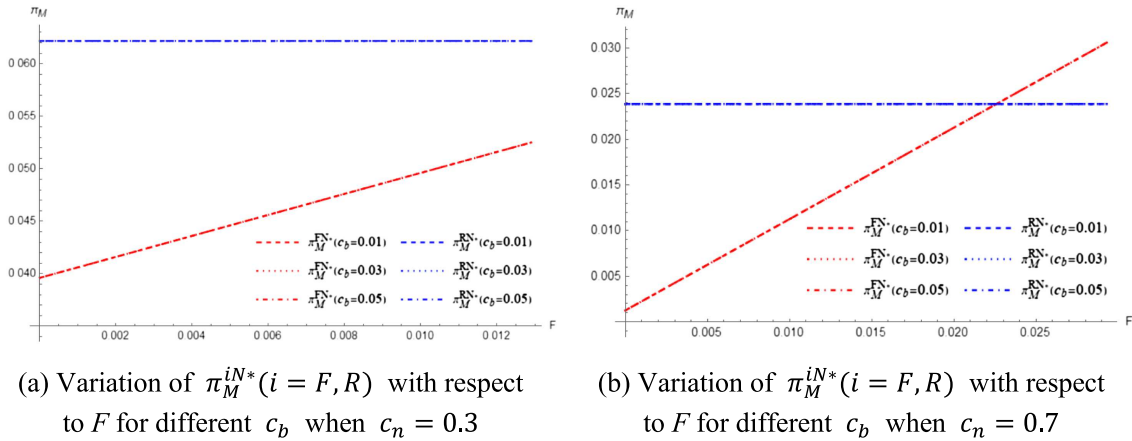 π_M
0.060
0.055
0.050
0.045
0.040
0.002
0.004
0.006
0.008
0.010
0.012
F
π_M^{FN*}(c_b=0.01) π_M^{RN*}(c_b=0.01)
π_M^{FN*}(c_b=0.03) π_M^{RN*}(c_b=0.03)
π_M^{FN*}(c_b=0.05) π_M^{RN*}(c_b=0.05)
(a) Variation of π_M^{iN*}(i = F, R) with respect
to F for different c_b when c_n = 0.3
π_M
0.030
0.025
0.020
0.015
0.010
0.005
0.005
0.010
0.015
0.020
0.025
F
π_M^{FN*}(c_b=0.01) π_M^{RN*}(c_b=0.01)
π_M^{FN*}(c_b=0.03) π_M^{RN*}(c_b=0.03)
π_M^{FN*}(c_b=0.05) π_M^{RN*}(c_b=0.05)
(b) Variation of π_M^{iN*}(i = F, R) with respect
to F for different c_b when c_n = 0.7